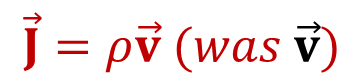 J⃗ = ρv⃗ (was v⃗)